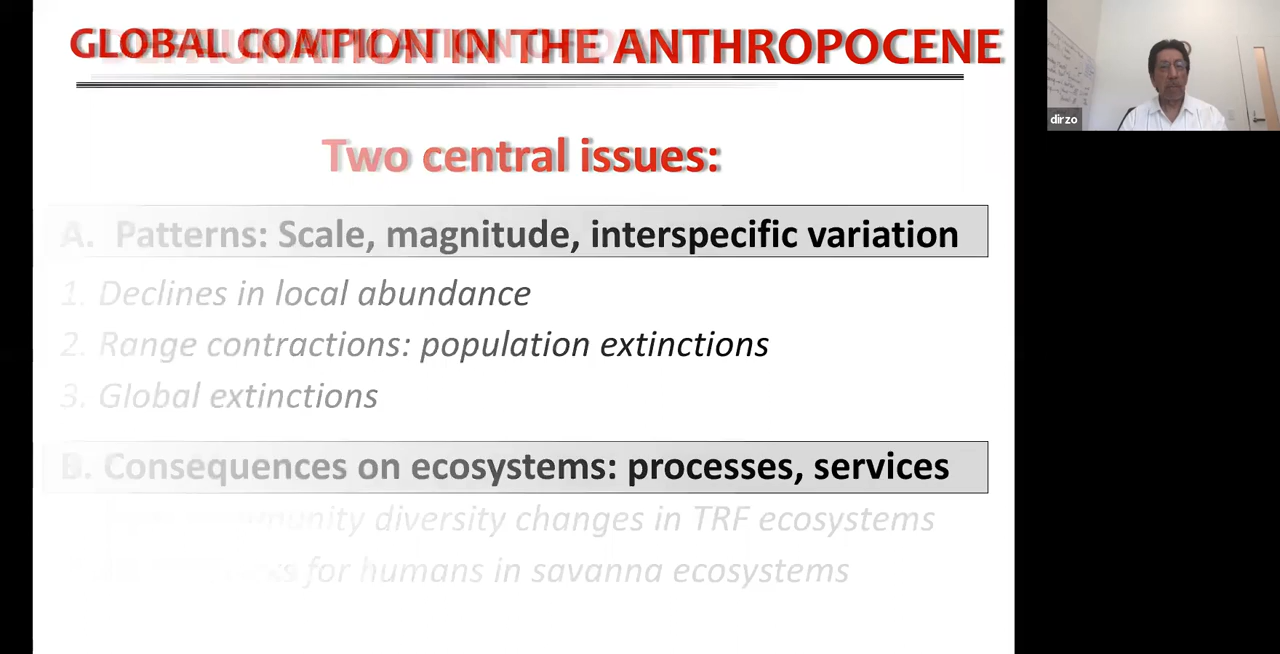 GLOBAL IN THE ANTHROPOCENE
Two central issues:
A. Patterns: Scale, magnitude, interspecific variation
1. Declines in local abundance
2. Range contractions: population extinctions
3. Global extinctions
B. Consequences on ecosystems: processes, services
diversity changes in TRF ecosystems
for humans in savanna ecosystems
dirzo